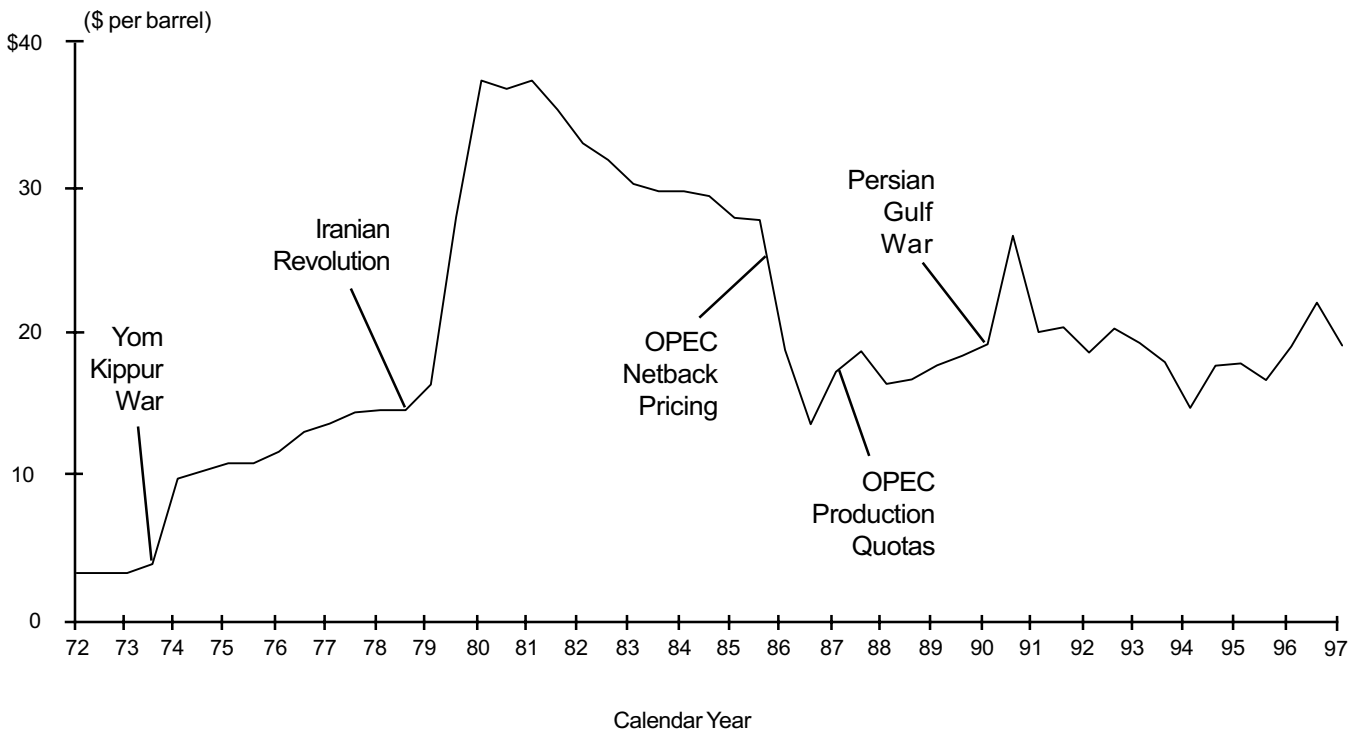 ($ per barrel)
$40
30
20
10
0
Yom
Kippur
War
Iranian
Revolution
OPEC
Netback
Pricing
Persian
Gulf
War
OPEC
Production
Quotas
72 73 74 75 76 77 78 79 80 81 82 83 84 85 86 87 88 89 90 91 92 93 94 95 96 97
Calendar Year